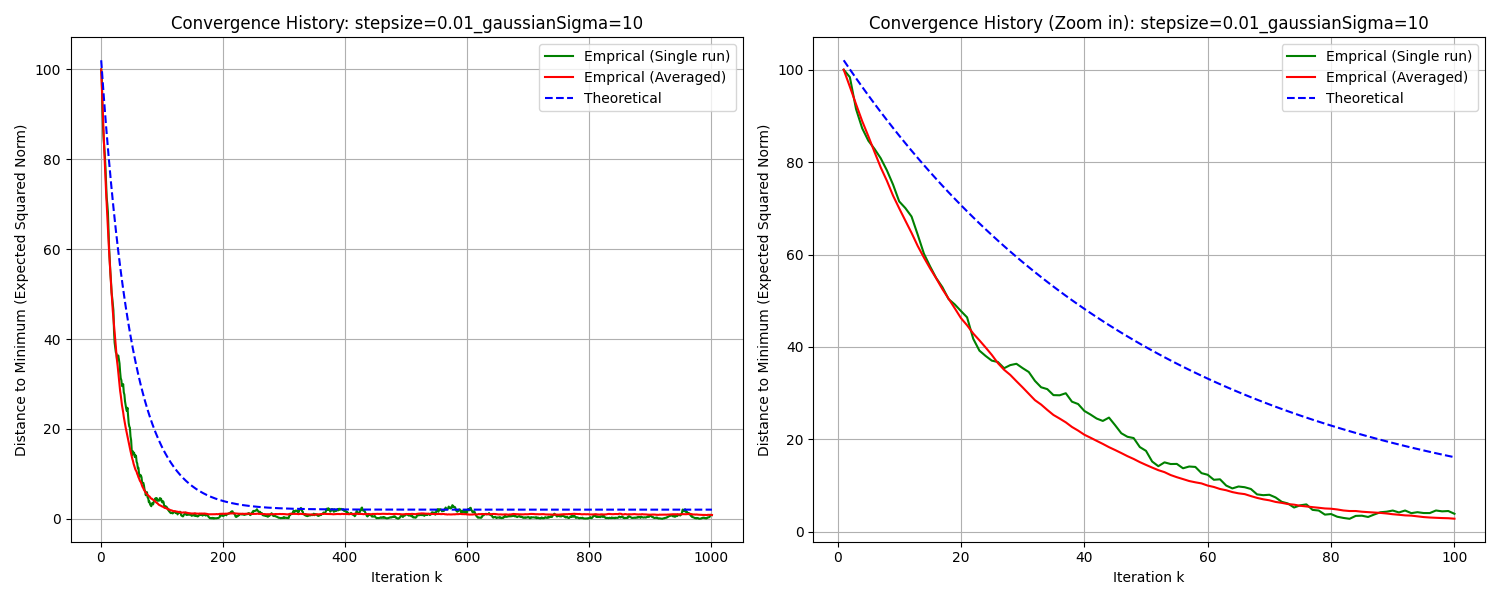 Convergence History: stepsize=0.01_gaussianSigma=10
Distance to Minimum (Expected Squared Norm)
100
80
60
40
20
0
Emprical (Single run)
Emprical (Averaged)
Theoretical
0 200 400 600 800 1000
Iteration k
Convergence History (Zoom in): stepsize=0.01_gaussianSigma=10
Distance to Minimum (Expected Squared Norm)
100
80
60
40
20
0
Emprical (Single run)
Emprical (Averaged)
Theoretical
0 20 40 60 80 100
Iteration k